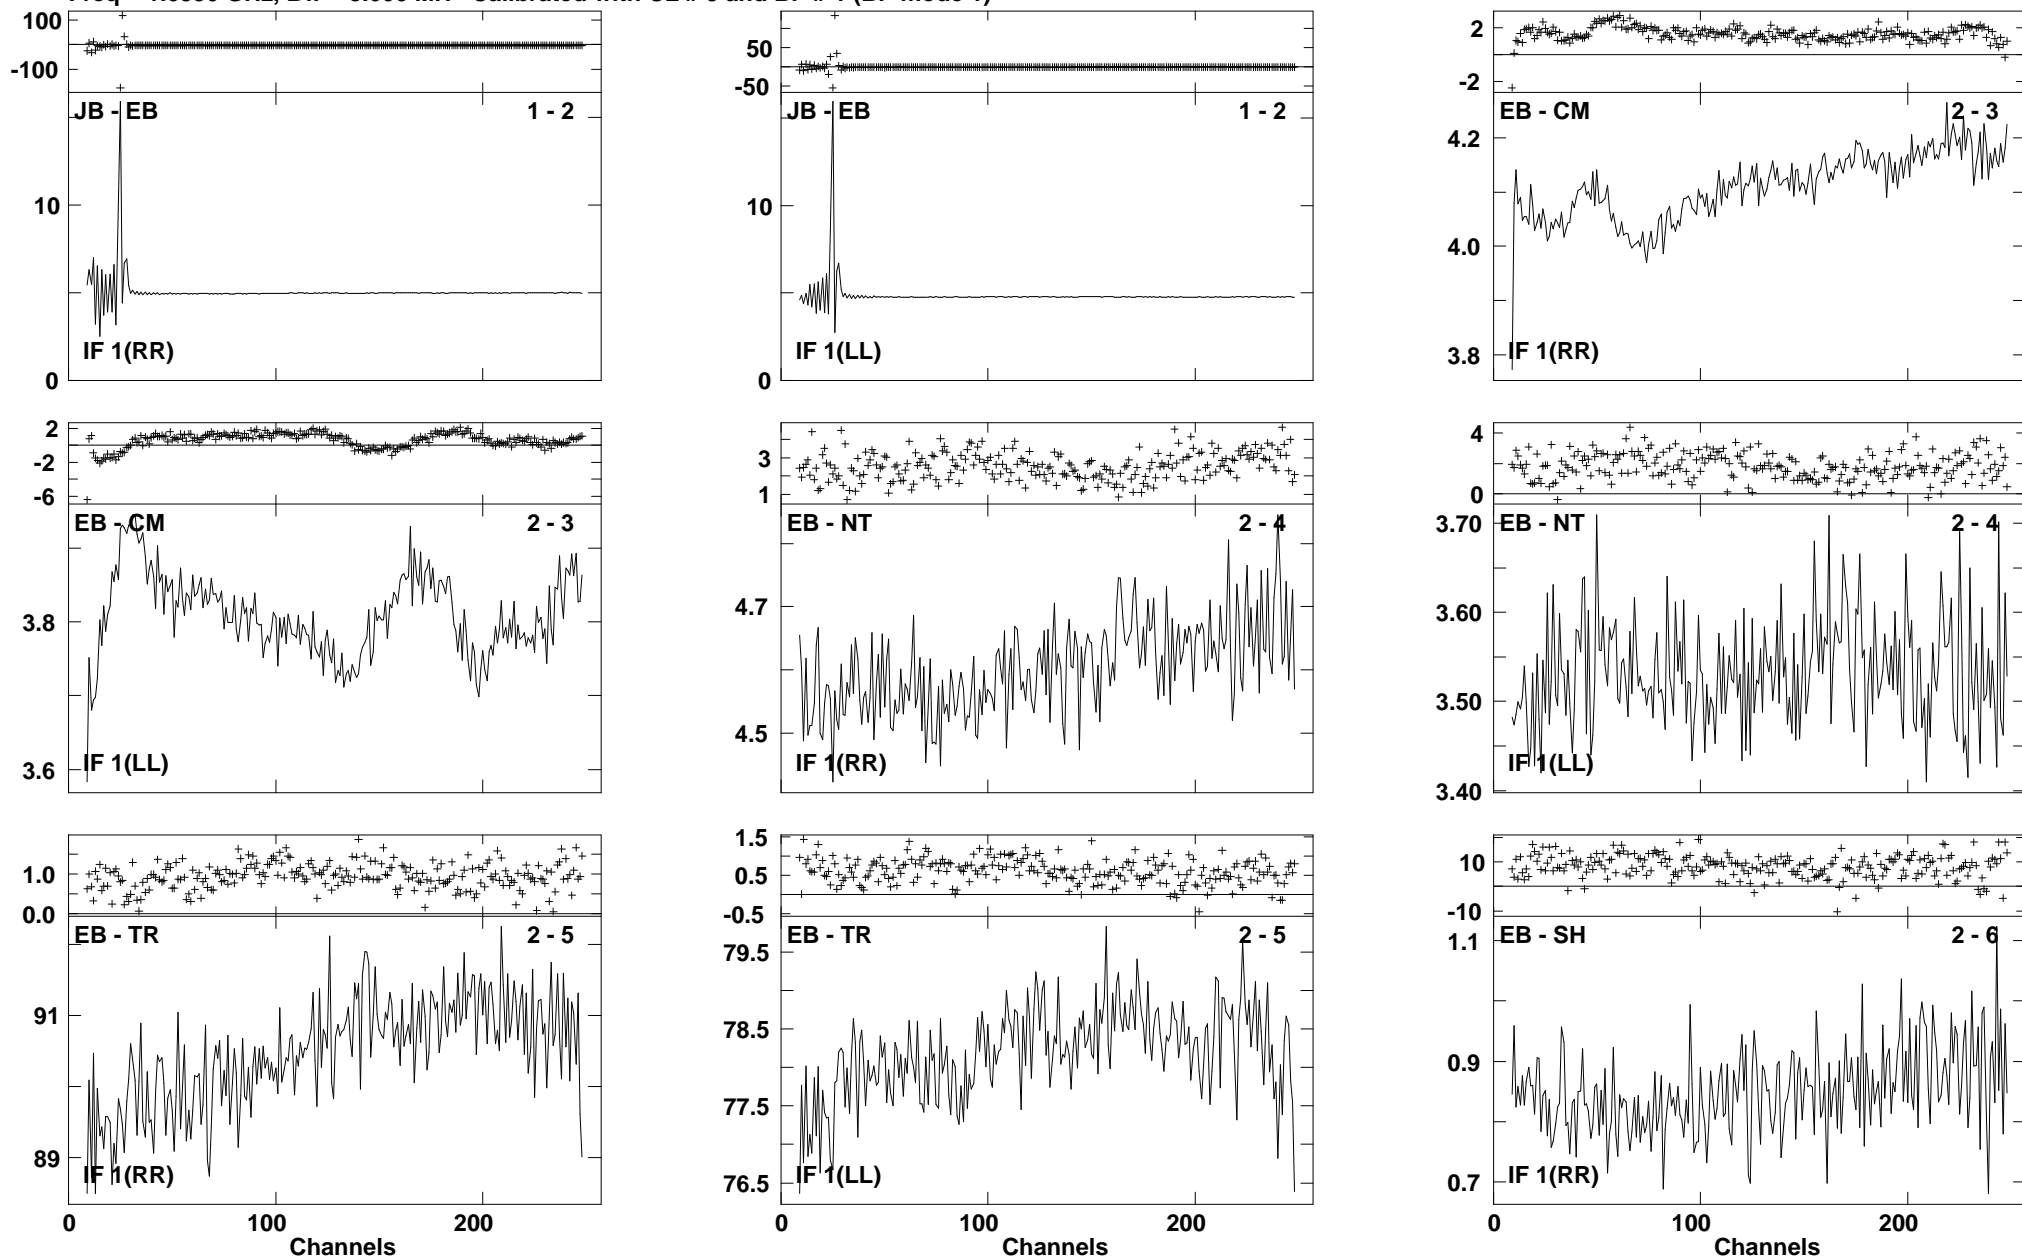 100
-100
JB - EB 1 - 2
10
0
IF 1(RR)
50
-50
JB - EB 1 - 2
10
0
IF 1(LL)
2
-2
EB - CM 2 - 3
4.2
4.0
3.8
IF 1(RR)
2
-2
-6
EB - CM 2 - 3
3.8
3.6
IF 1(LL)
3
1
EB - NT 2 - 4
4.7
4.5
IF 1(RR)
4
0
EB - NT 2 - 4
3.70
3.60
3.50
3.40
IF 1(LL)
1.0
0.0
EB - TR 2 - 5
91
89
IF 1(RR)
0 100 200
Channels
1.5
0.5
-0.5
EB - TR 2 - 5
79.5
78.5
77.5
76.5
IF 1(LL)
0 100 200
Channels
10
-10
EB - SH 2 - 6
1.1
0.9
0.7
IF 1(RR)
0 100 200
Channels